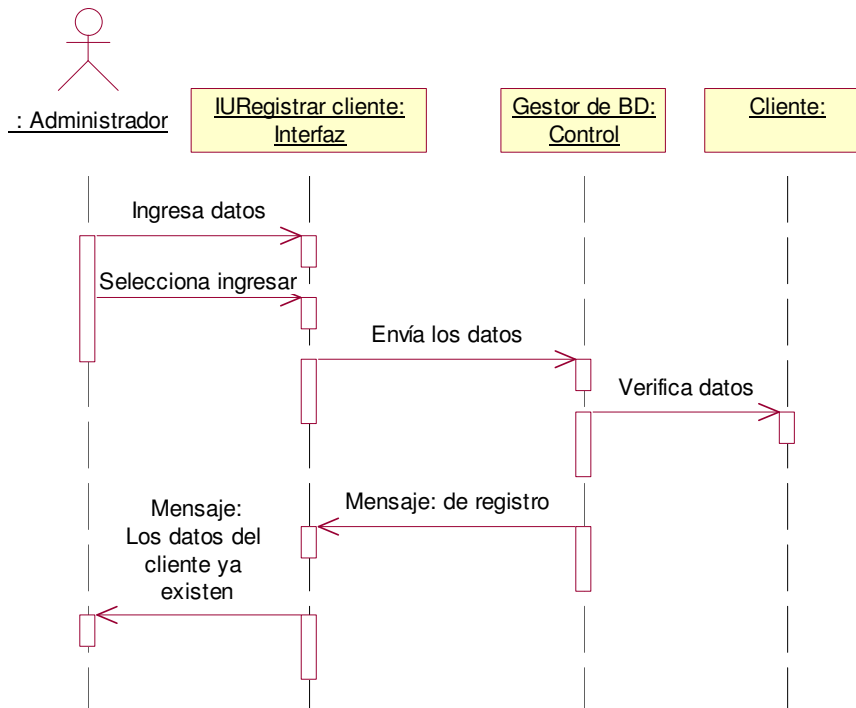 _: Administrador
IURegistrar cliente:
Interfaz
Gestor de BD:
Control
Cliente:
Ingresa datos
Selecciona ingresar
Envía los datos
Verifica datos
Mensaje: de registro
Mensaje:
Los datos del
cliente ya
existen